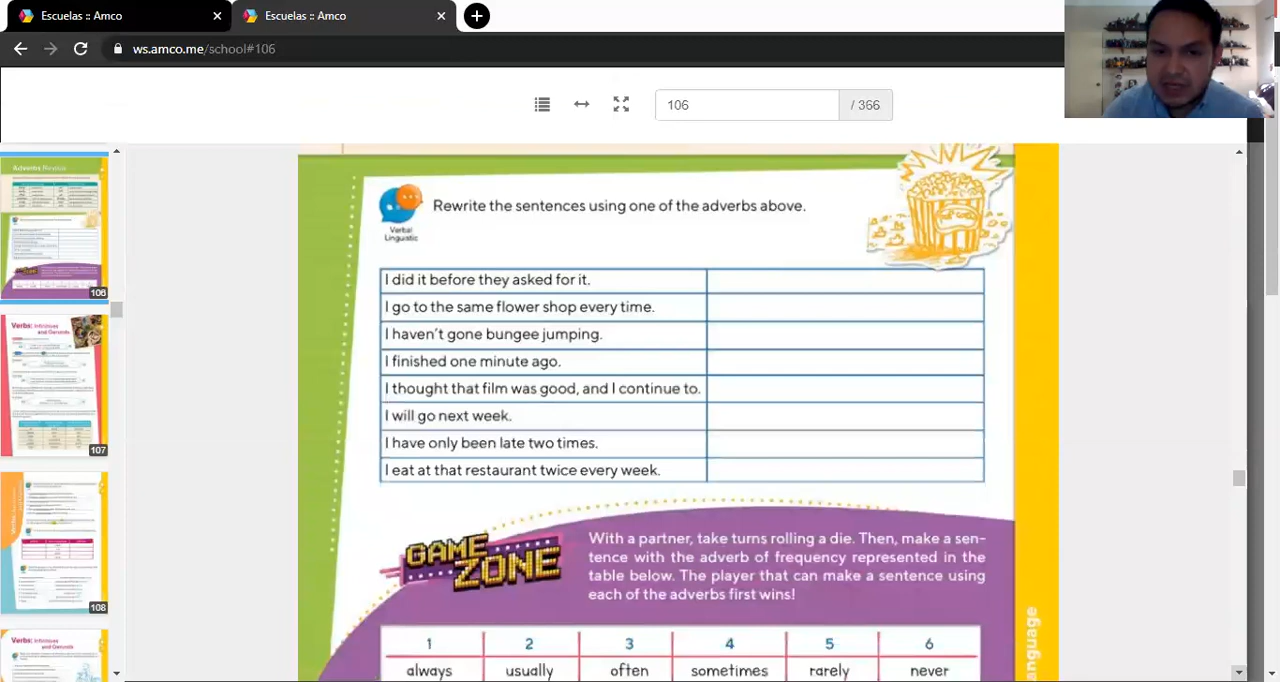 Escuelas :: Amco
Escuelas :: Amco
ws.amco.me/school#106
106
/ 366
Adverbs
106
Verbs: Infinitives
and Gerunds
107
108
Verbs: Infinitives
and Gerunds
Verbal
Linguistic
Rewrite the sentences using one of the adverbs above.
I did it before they asked for it.
I go to the same flower shop every time.
I haven't gone bungee jumping.
I finished one minute ago.
I thought that film was good, and I continue to.
I will go next week.
I have only been late two times.
I eat at that restaurant twice every week.
GAME
ZONE
With a partner, take turns rolling a die. Then, make a sen-
tence with the adverb of frequency represented in the
table below. The player that can make a sentence using
each of the adverbs first wins!
1 2 3 4 5 6
always usually often sometimes rarely never
anguage